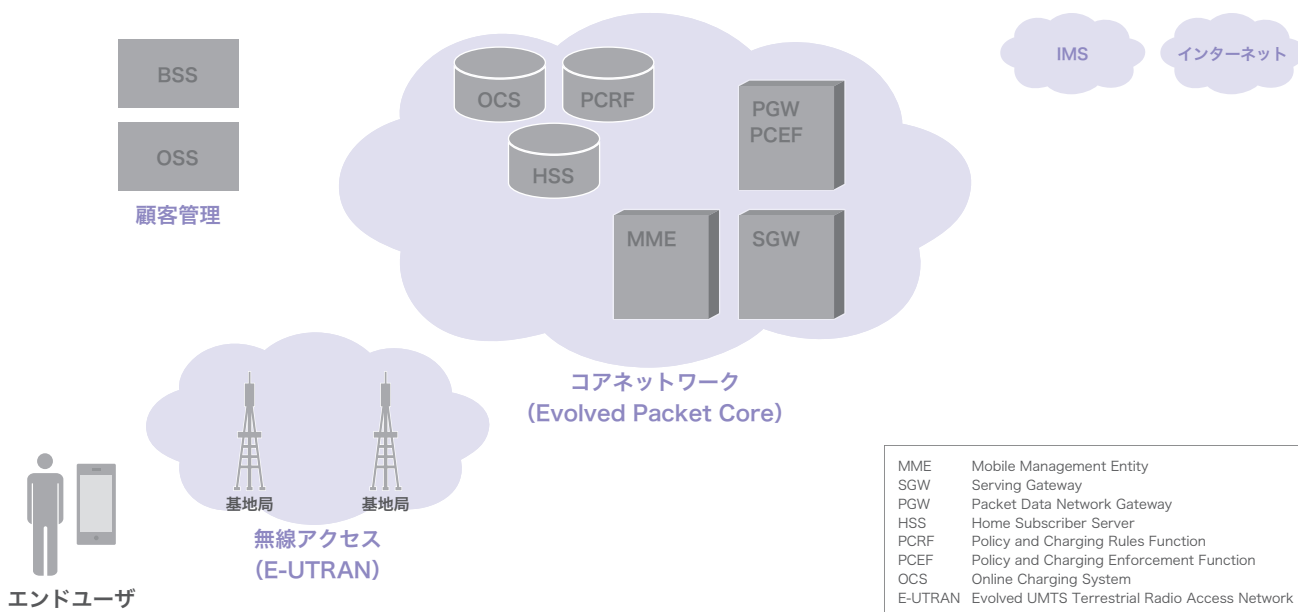 BSS
OSS
顧客管理
OCS
PCRF
HSS
PGW
PCEF
MME
SGW
コアネットワーク
（Evolved Packet Core）
IMS
インターネット
基地局
基地局
無線アクセス
（E-UTRAN）
エンドユーザ
MME Mobile Management Entity
SGW Serving Gateway
PGW Packet Data Network Gateway
HSS Home Subscriber Server
PCRF Policy and Charging Rules Function
PCEF Policy and Charging Enforcement Function
OCS Online Charging System
E-UTRAN Evolved UMTS Terrestrial Radio Access Network